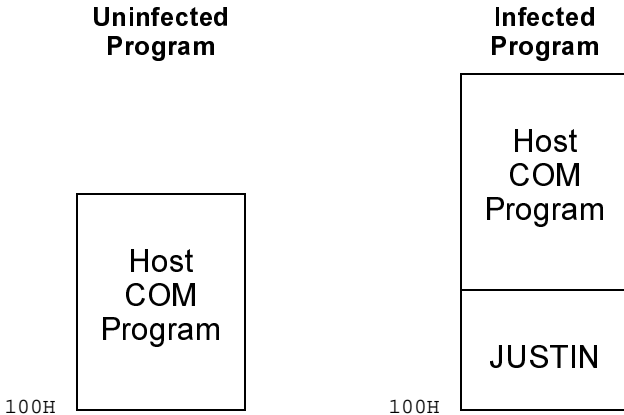 Uninfected
Program
Host
COM
Program
100H
Infected
Program
Host
COM
Program
JUSTIN
100H